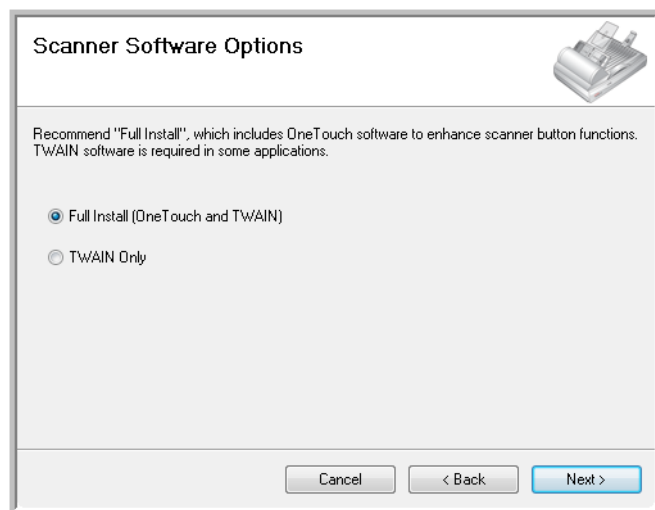 Scanner Software Options
Recommend "Full Install", which includes OneTouch software to enhance scanner button functions.
TWAIN software is required in some applications.
Full Install (OneTouch and TWAIN)
TWAIN Only
Cancel
< Back
Next >